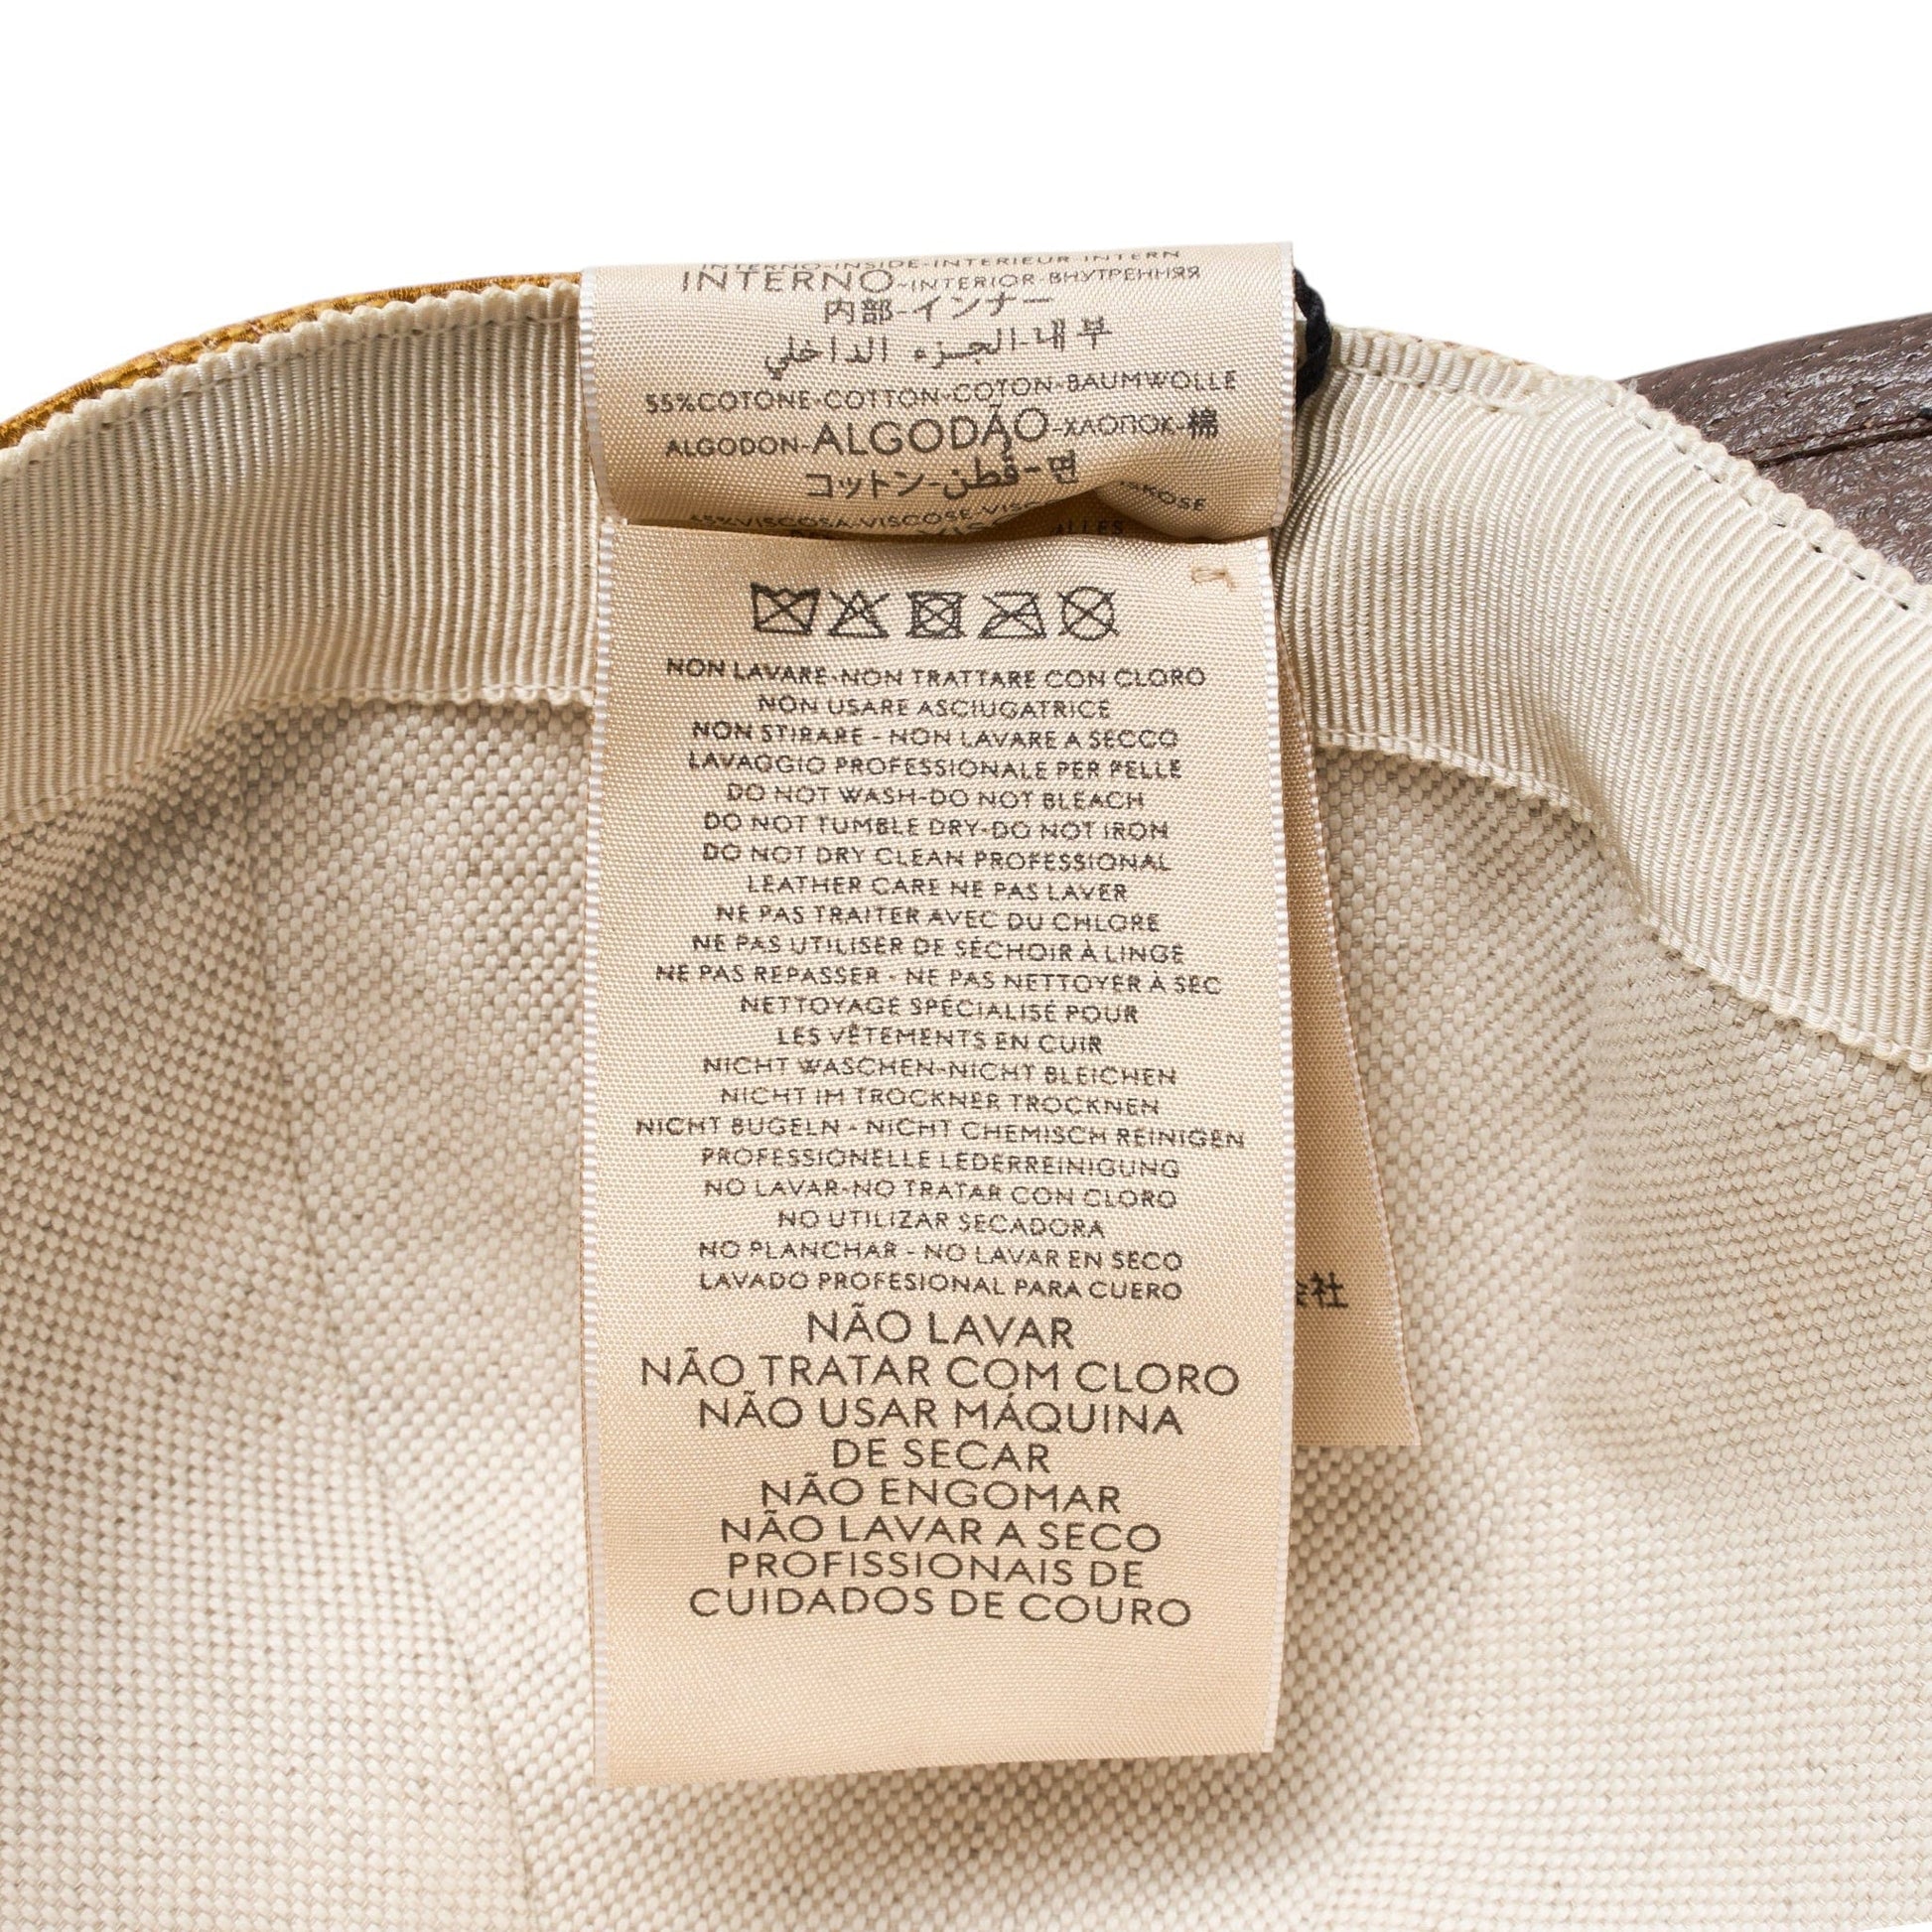 INTERNO-INSIDE-INTERIEUR-INTERN
INTERNO-INTERIOR-ВНУТРЕННЯЯ
内部-インナー
الجزء الداخلي-내부
55%COTONE-COTTON-COTON-BAUMWOLLE
ALGODON-ALGODÃO-ХЛОПОК-棉
コットン-قطن-면
45%VISCOSA-VISCOSE-VISCOSE
NON LAVARE-NON TRATTARE CON CLORO
NON USARE ASCIUGATRICE
NON STIRARE - NON LAVARE A SECCO
LAVAGGIO PROFESSIONALE PER PELLE
DO NOT WASH-DO NOT BLEACH
DO NOT TUMBLE DRY-DO NOT IRON
DO NOT DRY CLEAN PROFESSIONAL
LEATHER CARE NE PAS LAVER
NE PAS TRAITER AVEC DU CHLORE
NE PAS UTILISER DE SÉCHOIR À LINGE
NE PAS REPASSER - NE PAS NETTOYER À SEC
NETTOYAGE SPÉCIALISÉ POUR
LES VÊTEMENTS EN CUIR
NICHT WASCHEN-NICHT BLEICHEN
NICHT IM TROCKNER TROCKNEN
NICHT BUGELN - NICHT CHEMISCH REINIGEN
PROFESSIONELLE LEDERREINIGUNG
NO LAVAR-NO TRATAR CON CLORO
NO UTILIZAR SECADORA
NO PLANCHAR - NO LAVAR EN SECO
LAVADO PROFESIONAL PARA CUERO
NÃO LAVAR
NÃO TRATAR COM CLORO
NÃO USAR MÁQUINA
DE SECAR
NÃO ENGOMAR
NÃO LAVAR A SECO
PROFISSIONAIS DE
CUIDADOS DE COURO
会社